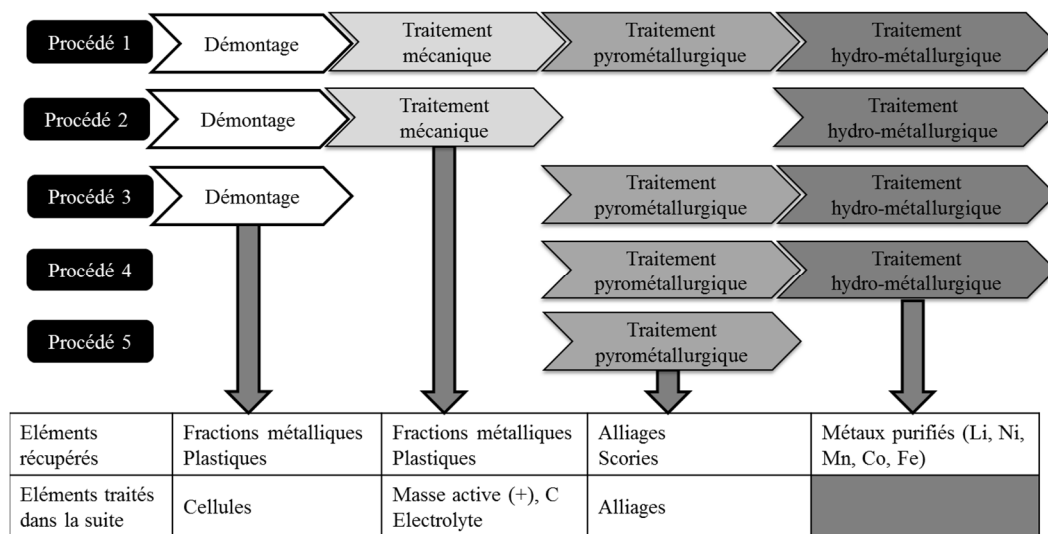 Procédé 1
Démontage
Traitement
mécanique
Traitement
pyrométallurgique
Traitement
hydro-métallurgique
Procédé 2
Démontage
Traitement
mécanique
Traitement
hydro-métallurgique
Procédé 3
Démontage
Traitement
pyrométallurgique
Traitement
hydro-métallurgique
Procédé 4
Traitement
pyrométallurgique
Traitement
hydro-métallurgique
Procédé 5
Traitement
pyrométallurgique
Eléments
récupérés
Fractions métalliques
Plastiques
Fractions métalliques
Plastiques
Alliages
Scories
Métaux purifiés (Li, Ni,
Mn, Co, Fe)
Eléments traités
dans la suite
Cellules
Masse active (+), C
Electrolyte
Alliages